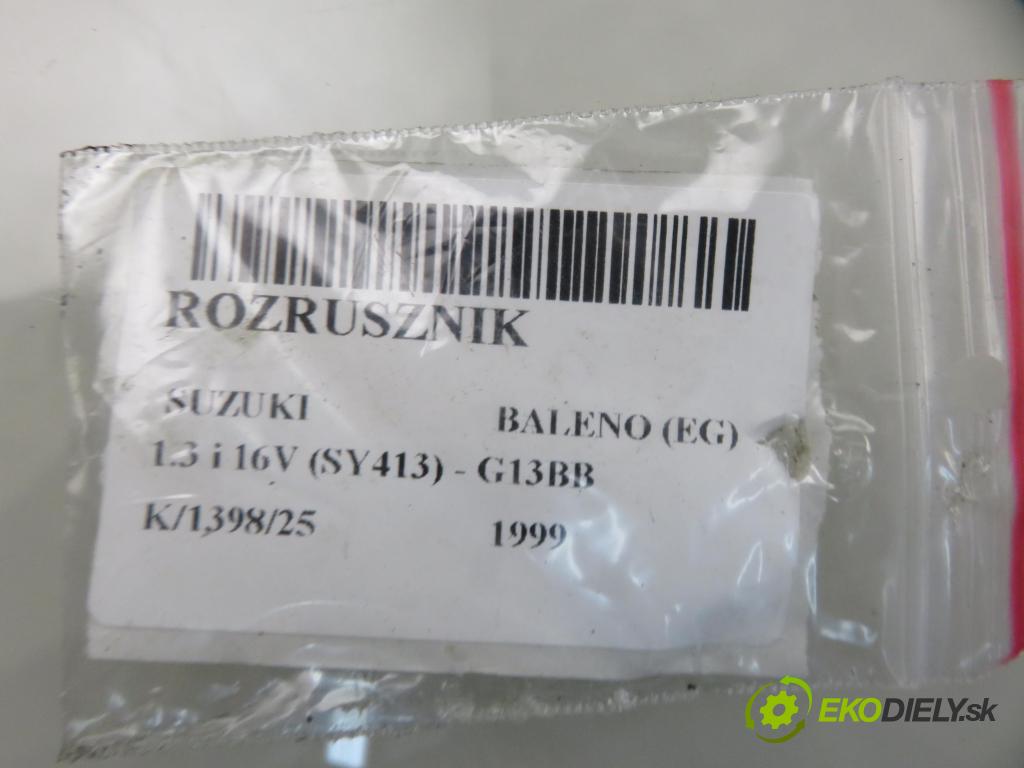 ROZRUSZNIK
SUZUKI BALENO (EG)
1.3 i 16V (SY413) - G13BB
K/1398/25 1999
EKODIELY.sk